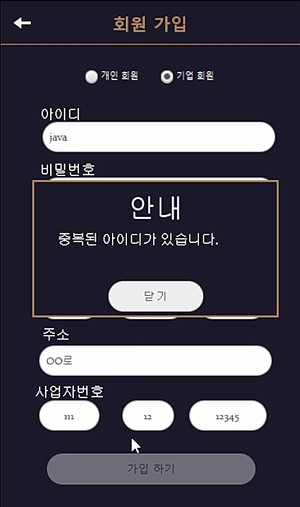 회원 가입
개인 회원 기업 회원
아이디
java
비밀번호
안내
중복된 아이디가 있습니다.
닫기
주소
OO로
사업자번호
111 12 12345
가입 하기